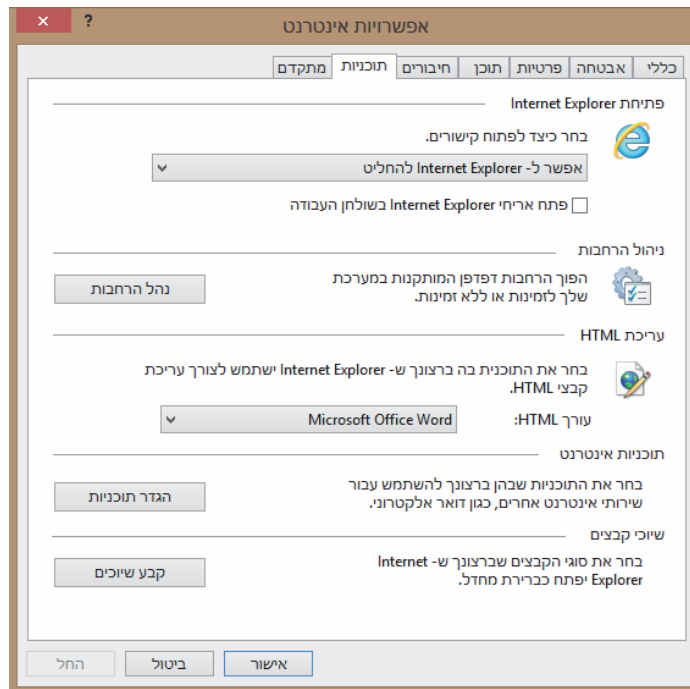 אפשרויות אינטרנט
?
כללי
אבטחה
פרטיות
תוכן
חיבורים
תוכניות
מתקדם
פתיחת Internet Explorer
בחר כיצד לפתוח קישורים.
אפשר ל- Internet Explorer להחליט
פתח אריחי Internet Explorer בשולחן העבודה
ניהול הרחבות
הפוך הרחבות דפדפן המותקנות במערכת
שלך לזמינות או ללא זמינות.
נהל הרחבות
עריכת HTML
בחר את התוכנית בה ברצונך ש- Internet Explorer ישתמש לצורך עריכת
קבצי HTML.
עורך HTML:
Microsoft Office Word
תוכניות אינטרנט
בחר את התוכניות שבהן ברצונך להשתמש עבור
שירותי אינטרנט אחרים, כגון דואר אלקטרוני.
הגדר תוכניות
שיוכי קבצים
בחר את סוגי הקבצים שברצונך ש- Internet
Explorer יפתח כברירת מחדל.
קבע שיוכים
אישור
ביטול
החל